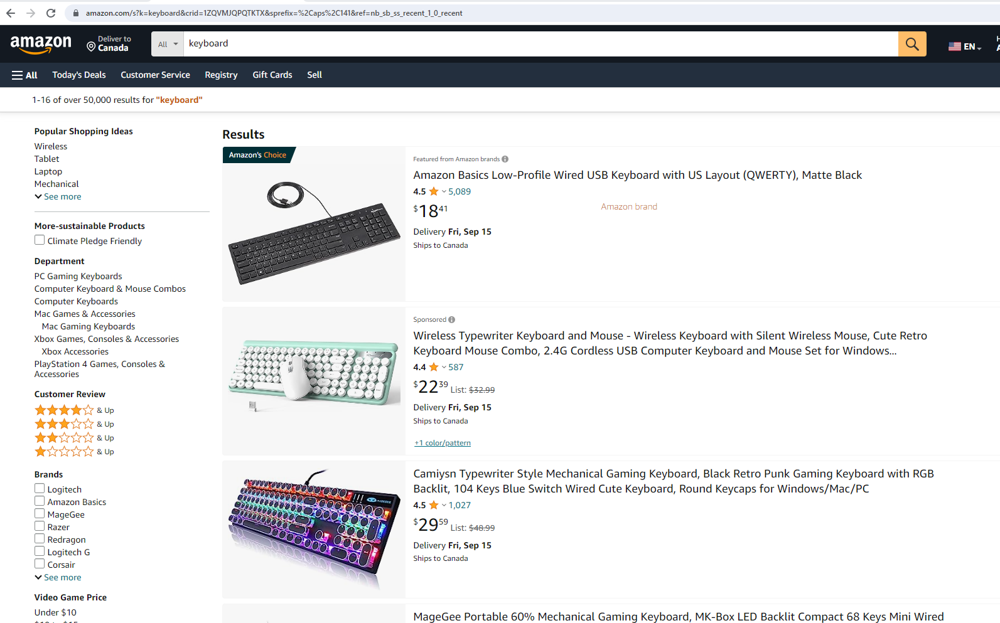 amazon.com/s?k=keyboard&crid=1ZQVMJQPQTKTX&sprefix=%2Caps%2C141&ref=nb_sb_ss_recent_1_0_recent
amazon
Deliver to
Canada
All
keyboard
EN
All
Today's Deals
Customer Service
Registry
Gift Cards
Sell
1-16 of over 50,000 results for "keyboard"
Popular Shopping Ideas
Wireless
Tablet
Laptop
Mechanical
See more
More-sustainable Products
Climate Pledge Friendly
Department
PC Gaming Keyboards
Computer Keyboard & Mouse Combos
Computer Keyboards
Mac Games & Accessories
Mac Gaming Keyboards
Xbox Games, Consoles & Accessories
Xbox Accessories
PlayStation 4 Games, Consoles &
Accessories
Customer Review
& Up
& Up
& Up
& Up
Brands
Logitech
Amazon Basics
MageGee
Razer
Redragon
Logitech G
Corsair
See more
Video Game Price
Under $10
Results
Amazon's Choice
Featured from Amazon brands
Amazon Basics Low-Profile Wired USB Keyboard with US Layout (QWERTY), Matte Black
4.5 5,089
$18 41
Amazon brand
Delivery Fri, Sep 15
Ships to Canada
Sponsored
Wireless Typewriter Keyboard and Mouse - Wireless Keyboard with Silent Wireless Mouse, Cute Retro
Keyboard Mouse Combo, 2.4G Cordless USB Computer Keyboard and Mouse Set for Windows...
4.4 587
$22 39 List: $32.99
Delivery Fri, Sep 15
Ships to Canada
+1 color/pattern
MAGEGEE
Camiysn Typewriter Style Mechanical Gaming Keyboard, Black Retro Punk Gaming Keyboard with RGB
Backlit, 104 Keys Blue Switch Wired Cute Keyboard, Round Keycaps for Windows/Mac/PC
4.5 1,027
$29 59 List: $48.99
Delivery Fri, Sep 15
Ships to Canada
MageGee Portable 60% Mechanical Gaming Keyboard, MK-Box LED Backlit Compact 68 Keys Mini Wired